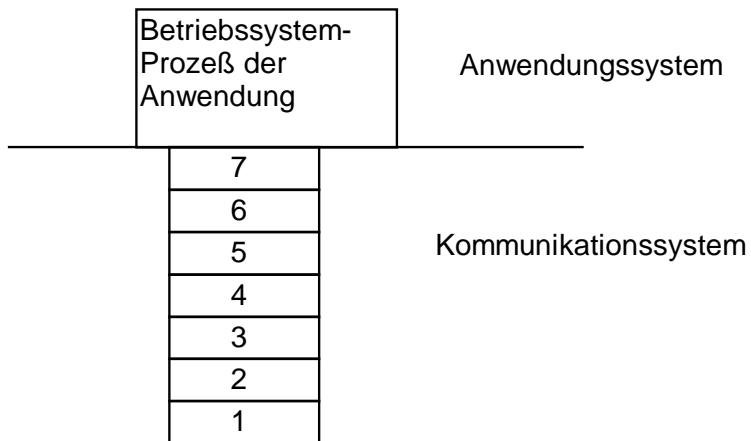 Betriebssystem-
Prozeß der
Anwendung
Anwendungssystem
7
6
5
Kommunikationssystem
4
3
2
1